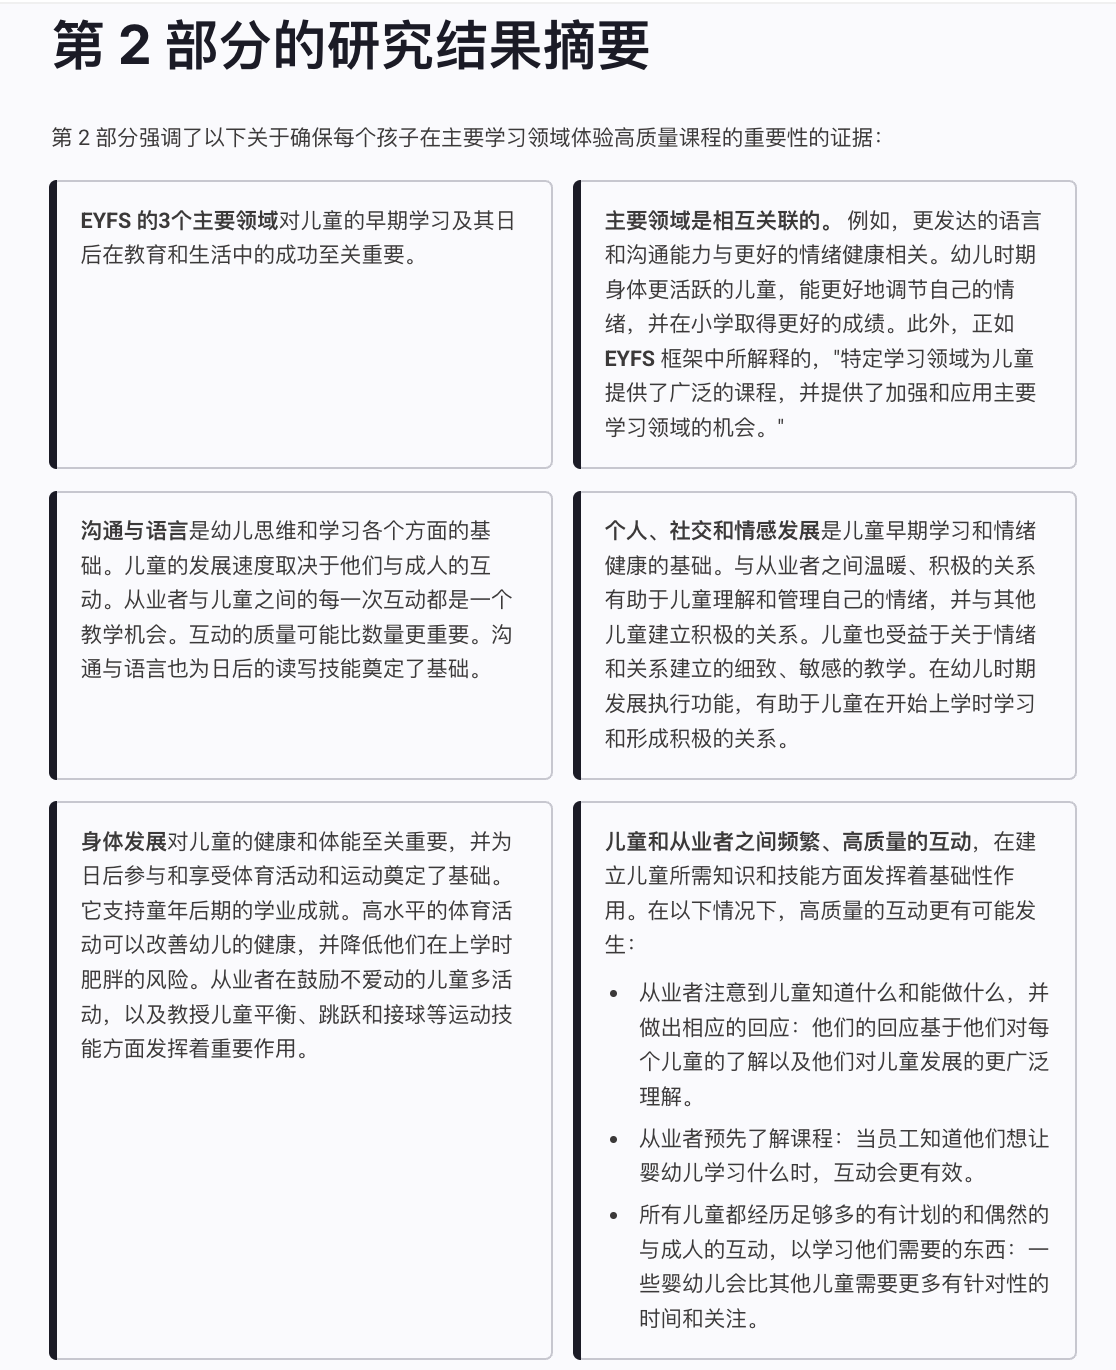 第 2 部分的研究结果摘要
第 2 部分强调了以下关于确保每个孩子在主要学习领域体验高质量课程的重要性的证据：
EYFS 的3个主要领域对儿童的早期学习及其日
后在教育和生活中的成功至关重要。
主要领域是相互关联的。 例如，更发达的语言
和沟通能力与更好的情绪健康相关。幼儿时期
身体更活跃的儿童，能更好地调节自己的情
绪，并在小学取得更好的成绩。此外，正如
EYFS 框架中所解释的，"特定学习领域为儿童
提供了广泛的课程，并提供了加强和应用主要
学习领域的机会。"
沟通与语言是幼儿思维和学习各个方面的基
础。儿童的发展速度取决于他们与成人的互
动。从业者与儿童之间的每一次互动都是一个
教学机会。互动的质量可能比数量更重要。沟
通与语言也为日后的读写技能奠定了基础。
个人、社交和情感发展是儿童早期学习和情绪
健康的基础。与从业者之间温暖、积极的关系
有助于儿童理解和管理自己的情绪，并与其他
儿童建立积极的关系。儿童也受益于关于情绪
和关系建立的细致、敏感的教学。在幼儿时期
发展执行功能，有助于儿童在开始上学时学习
和形成积极的关系。
身体发展对儿童的健康和体能至关重要，并为
日后参与和享受体育活动和运动奠定了基础。
它支持童年后期的学业成就。高水平的体育活
动可以改善幼儿的健康，并降低他们在上学时
肥胖的风险。从业者在鼓励不爱动的儿童多活
动，以及教授儿童平衡、跳跃和接球等运动技
能方面发挥着重要作用。
儿童和从业者之间频繁、高质量的互动，在建
立儿童所需知识和技能方面发挥着基础性作
用。在以下情况下，高质量的互动更有可能发
生：
• 从业者注意到儿童知道什么和能做什么，并
做出相应的回应：他们的回应基于他们对每
个儿童的了解以及他们对儿童发展的更广泛
理解。
• 从业者预先了解课程：当员工知道他们想让
婴幼儿学习什么时，互动会更有效。
• 所有儿童都经历足够多的有计划的和偶然的
与成人的互动，以学习他们需要的东西：一
些婴幼儿会比其他儿童需要更多有针对性的
时间和关注。